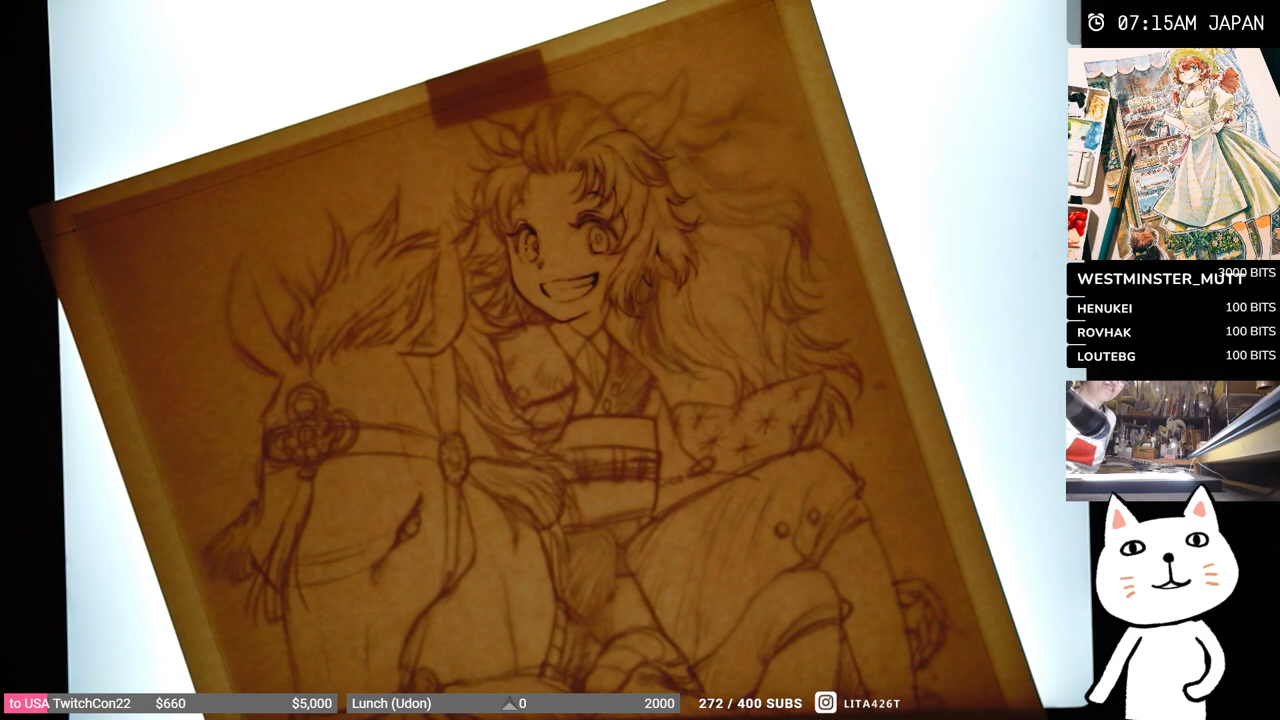 07:15AM JAPAN
3000 BITS
WESTMINSTER_MUTT
HENUKEI 100 BITS
ROVHAK 100 BITS
LOUTEBG 100 BITS
to USA TwitchCon22 $660 $5,000 Lunch (Udon) 0 2000 272 / 400 SUBS LITA426T